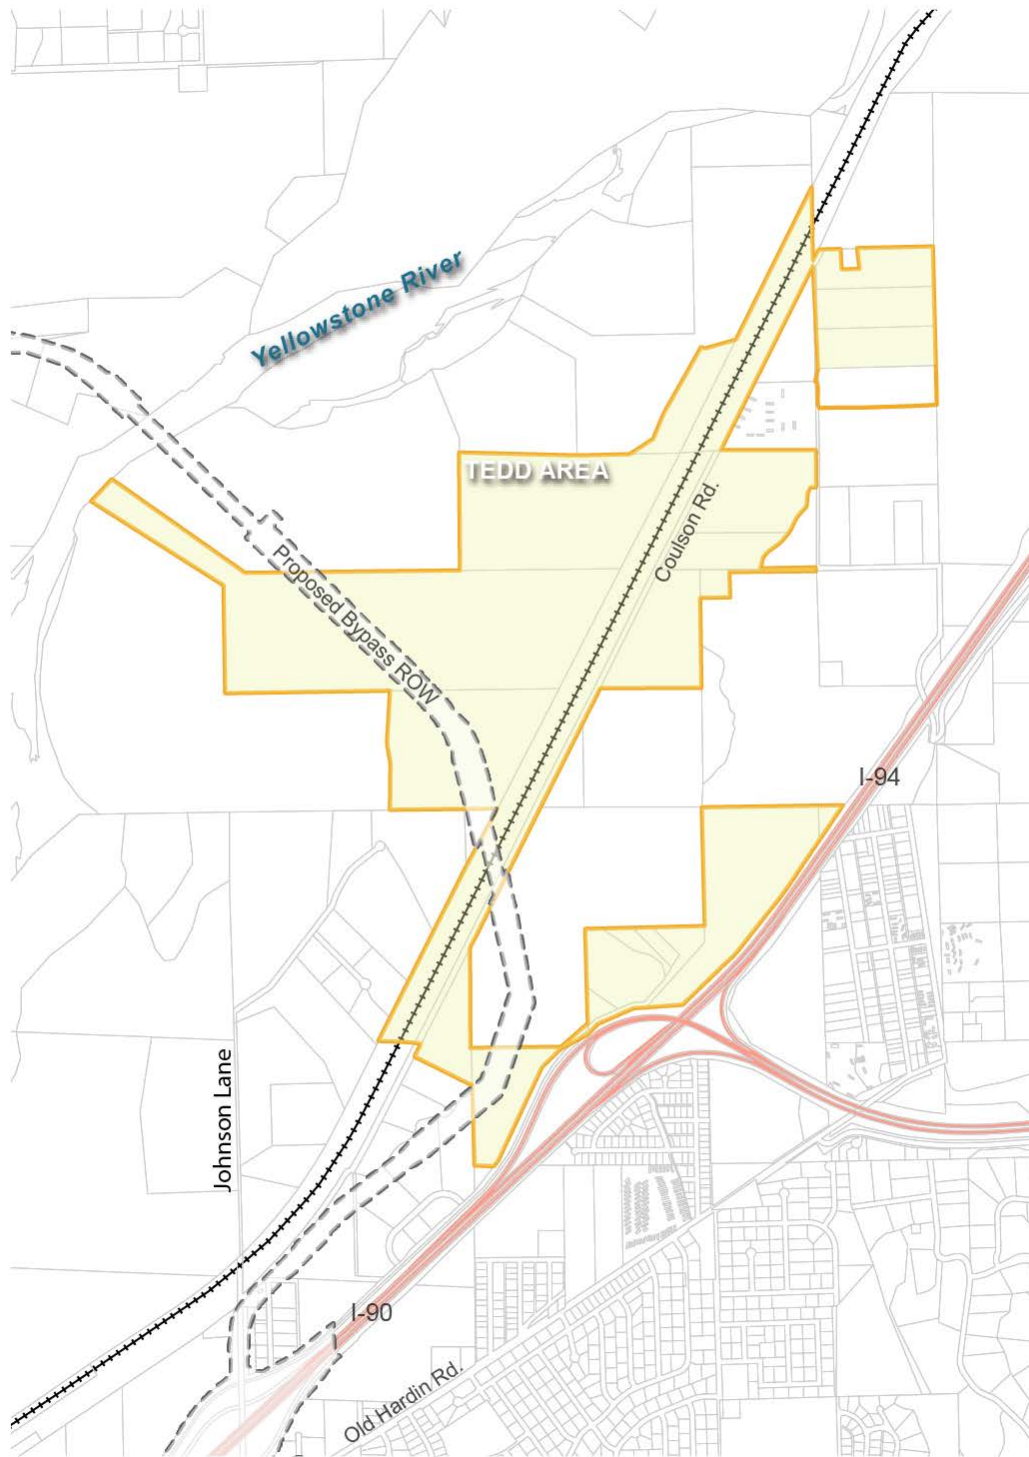 Yellowstone River
TEDD AREA
Coulson Rd.
Proposed Bypass ROW
I-94
Johnson Lane
I-90
Old Hardin Rd.